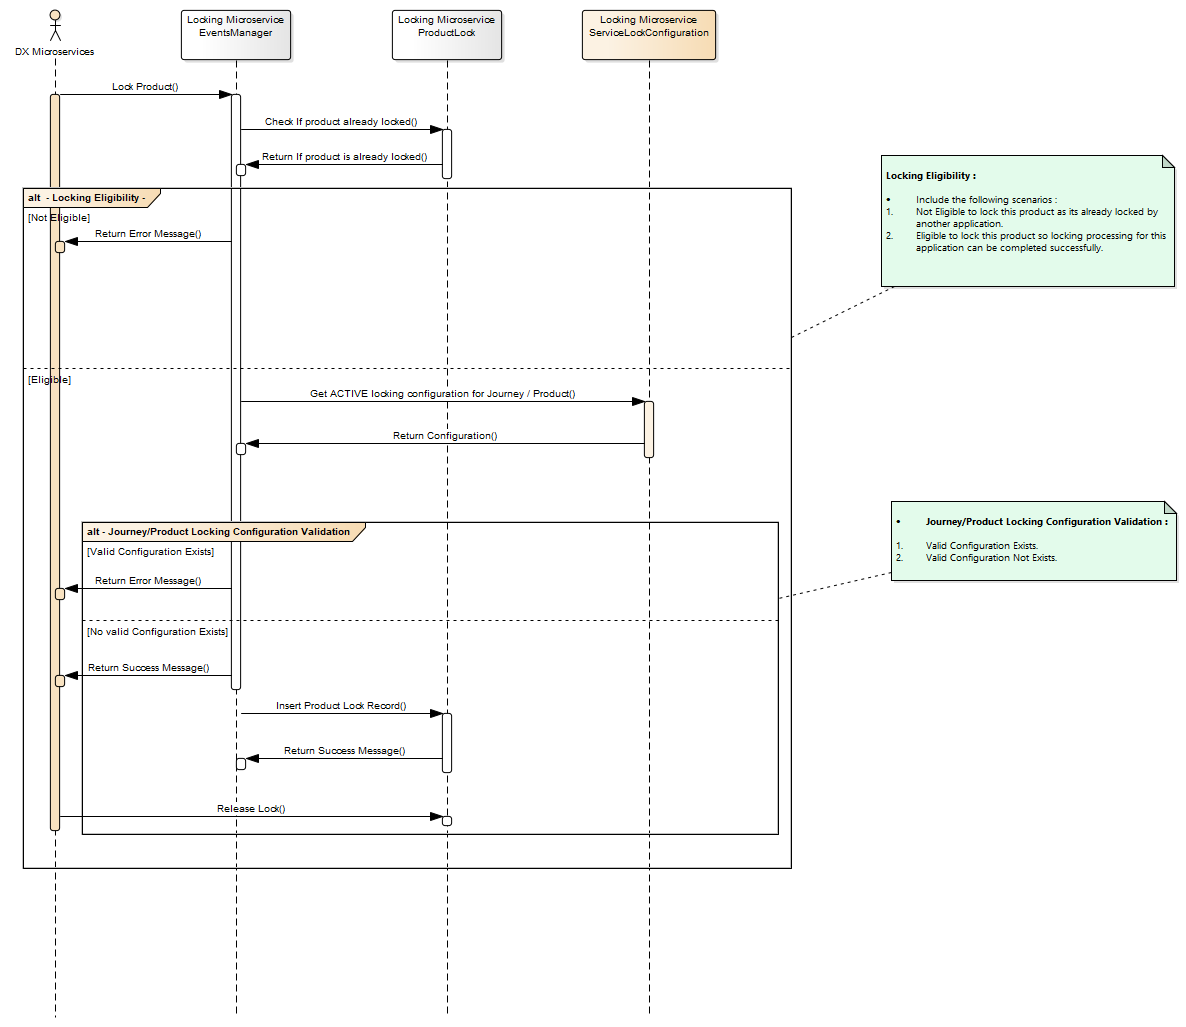 DX Microservices
Locking Microservice
EventsManager
Locking Microservice
ProductLock
Locking Microservice
ServiceLockConfiguration
Lock Product()
Check If product already locked()
Return If product is already locked()
alt - Locking Eligibility -
[Not Eligible]
Return Error Message()
Locking Eligibility :
• Include the following scenarios :
1. Not Eligible to lock this product as its already locked by
another application.
2. Eligible to lock this product so locking processing for this
application can be completed successfully.
[Eligible]
Get ACTIVE locking configuration for Journey / Product()
Return Configuration()
alt - Journey/Product Locking Configuration Validation
[Valid Configuration Exists]
Return Error Message()
• Journey/Product Locking Configuration Validation :
1. Valid Configuration Exists.
2. Valid Configuration Not Exists.
[No valid Configuration Exists]
Return Success Message()
Insert Product Lock Record()
Return Success Message()
Release Lock()